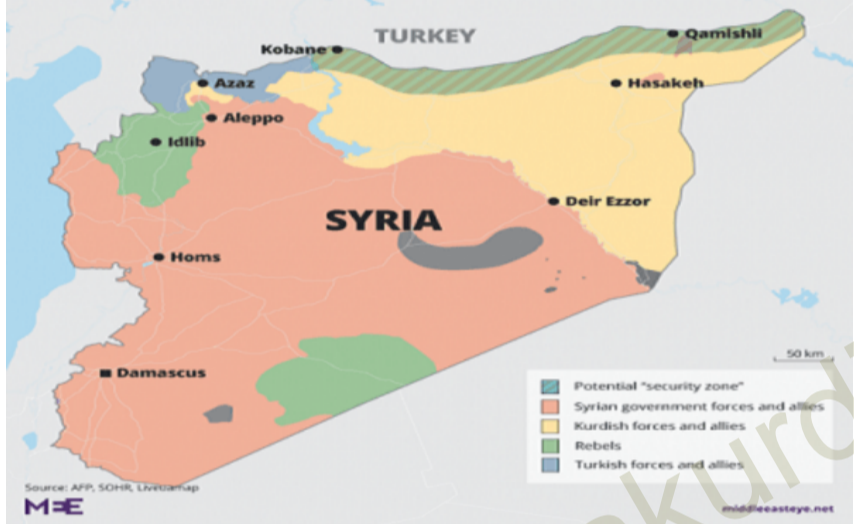 TURKEY
Kobane
Qamishli
Azaz
Hasakeh
Aleppo
Idlib
Deir Ezzor
SYRIA
Homs
Damascus
50 km
Potential "security zone"
Syrian government forces and allies
Kurdish forces and allies
Rebels
Turkish forces and allies
Source: AFP, SOHR, Liveuamap
MEE
middleeasteye.net